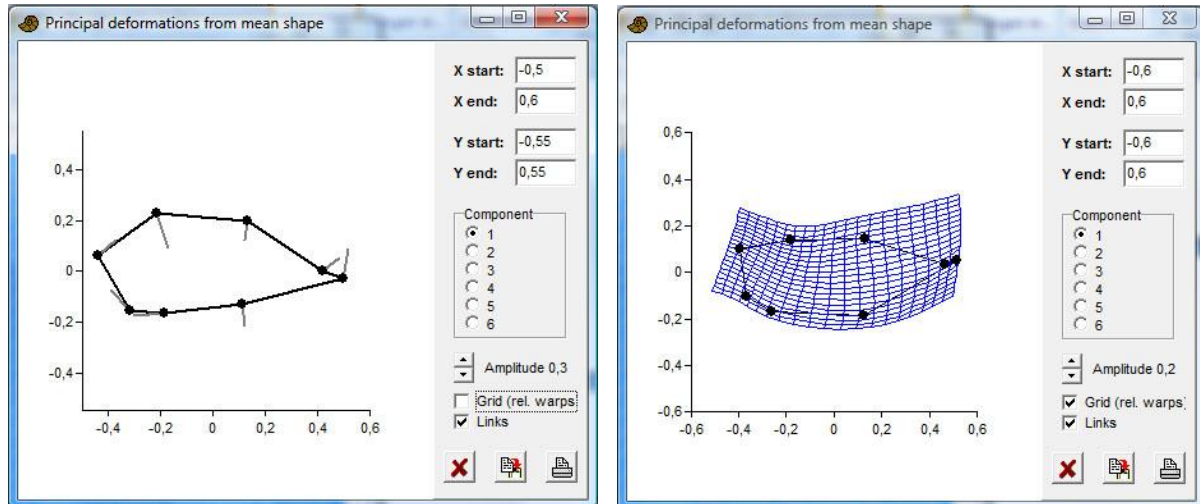 Principal deformations from mean shape
X start: -0,5
X end: 0,6
Y start: -0,55
Y end: 0,55
Component
1
2
3
4
5
6
Amplitude 0,3
Grid (rel. warps)
Links
0,4
0,2
0
-0,2
-0,4
-0,4 -0,2 0 0,2 0,4 0,6
Principal deformations from mean shape
X start: -0,6
X end: 0,6
Y start: -0,6
Y end: 0,6
Component
1
2
3
4
5
6
Amplitude 0,2
Grid (rel. warps)
Links
0,6
0,4
0,2
0
-0,2
-0,4
-0,6
-0,6 -0,4 -0,2 0 0,2 0,4 0,6